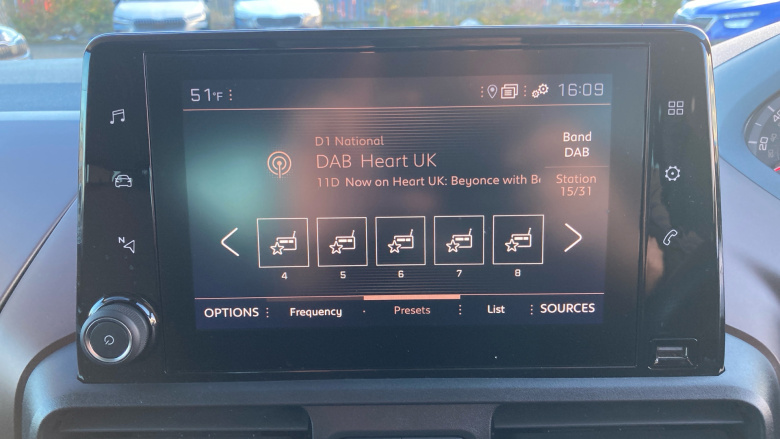 51°F
16:09
D1 National
DAB Heart UK
11D Now on Heart UK: Beyonce with B
Band
DAB
Station
15/31
4 5 6 7 8
OPTIONS Frequency Presets List SOURCES
N
20